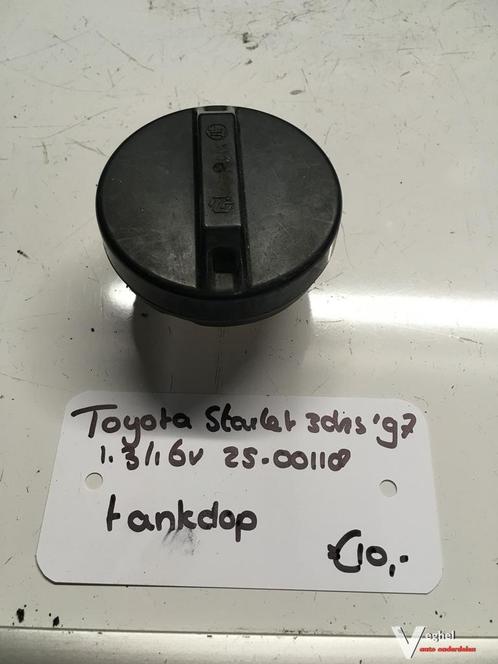 Toyota Starlet 3drs '97
1.3/16v 25-00110
tankdop
€10,-
Veghel
auto onderdelen